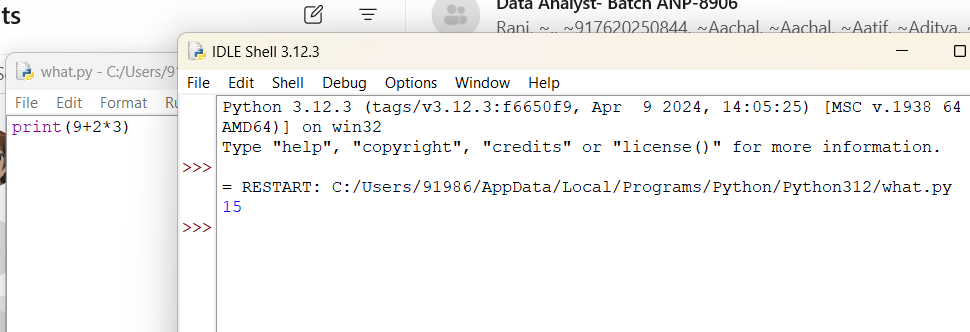 ts
Data Analyst- Batch ANP-8906
Rani, ~., ~917620250844, ~Aachal, ~Aachal, ~Aatif, ~Aditya,
what.py - C:/Users/91
File Edit Format
print(9+2*3)
IDLE Shell 3.12.3
File Edit Shell Debug Options Window Help
Python 3.12.3 (tags/v3.12.3:f6650f9, Apr  9 2024, 14:05:25) [MSC v.1938 64
AMD64)] on win32
Type "help", "copyright", "credits" or "license()" for more information.
>>>
= RESTART: C:/Users/91986/AppData/Local/Programs/Python/Python312/what.py
15
>>>